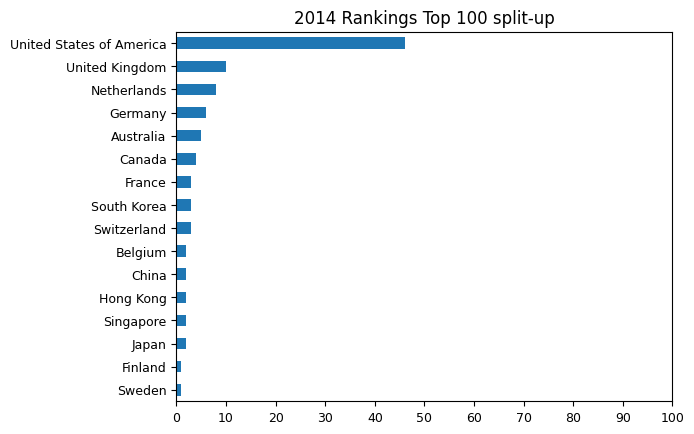 2014 Rankings Top 100 split-up
United States of America
United Kingdom
Netherlands
Germany
Australia
Canada
France
South Korea
Switzerland
Belgium
China
Hong Kong
Singapore
Japan
Finland
Sweden
0 10 20 30 40 50 60 70 80 90 100